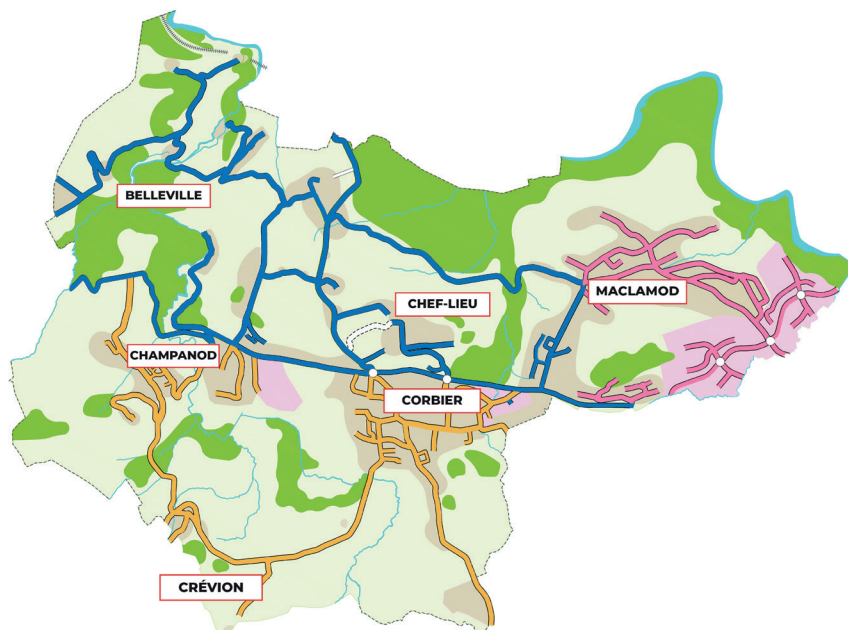 BELLEVILLE
MACLAMOD
CHEF-LIEU
CHAMPANOD
CORBIER
CRÉVION